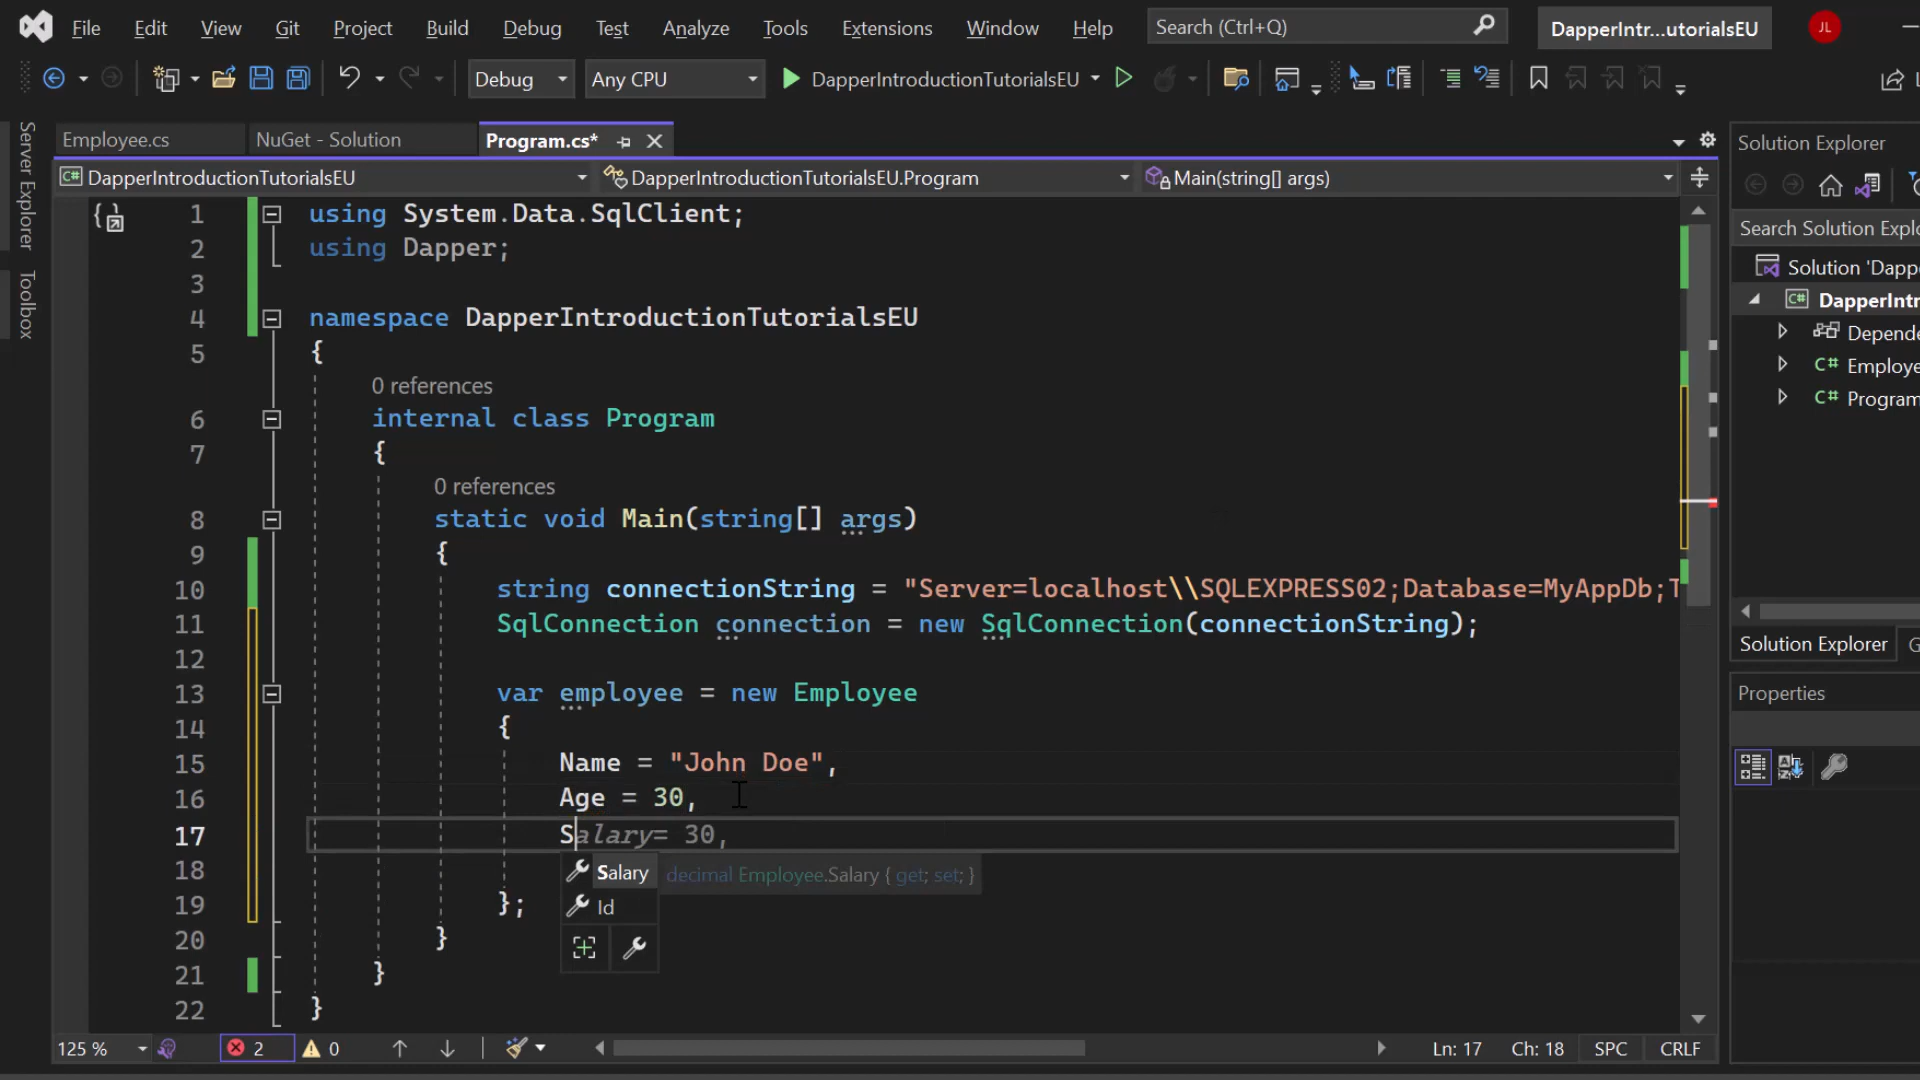 File Edit View Git Project Build Debug Test Analyze Tools Extensions Window Help Search (Ctrl+Q) DapperIntr...utorialsEU JL
Debug Any CPU DapperIntroductionTutorialsEU
Server Explorer
Toolbox
Employee.cs NuGet - Solution Program.cs*
DapperIntroductionTutorialsEU DapperIntroductionTutorialsEU.Program Main(string[] args)
1 using System.Data.SqlClient;
2 using Dapper;
3
4 namespace DapperIntroductionTutorialsEU
5 {
0 references
6 internal class Program
7 {
0 references
8 static void Main(string[] args)
9 {
10 string connectionString = "Server=localhost\\SQLEXPRESS02;Database=MyAppDb;T
11 SqlConnection connection = new SqlConnection(connectionString);
12
13 var employee = new Employee
14 {
15 Name = "John Doe",
16 Age = 30,
17 Salary= 30,
18
19 };
20 }
21 }
22 }
Salary decimal Employee.Salary { get; set; }
Id
125 % 2 0 Ln: 17 Ch: 18 SPC CRLF
Solution Explorer
Search Solution Explo
Solution 'Dapp
DapperIntr
Depende
Employe
Program
Solution Explorer G
Properties